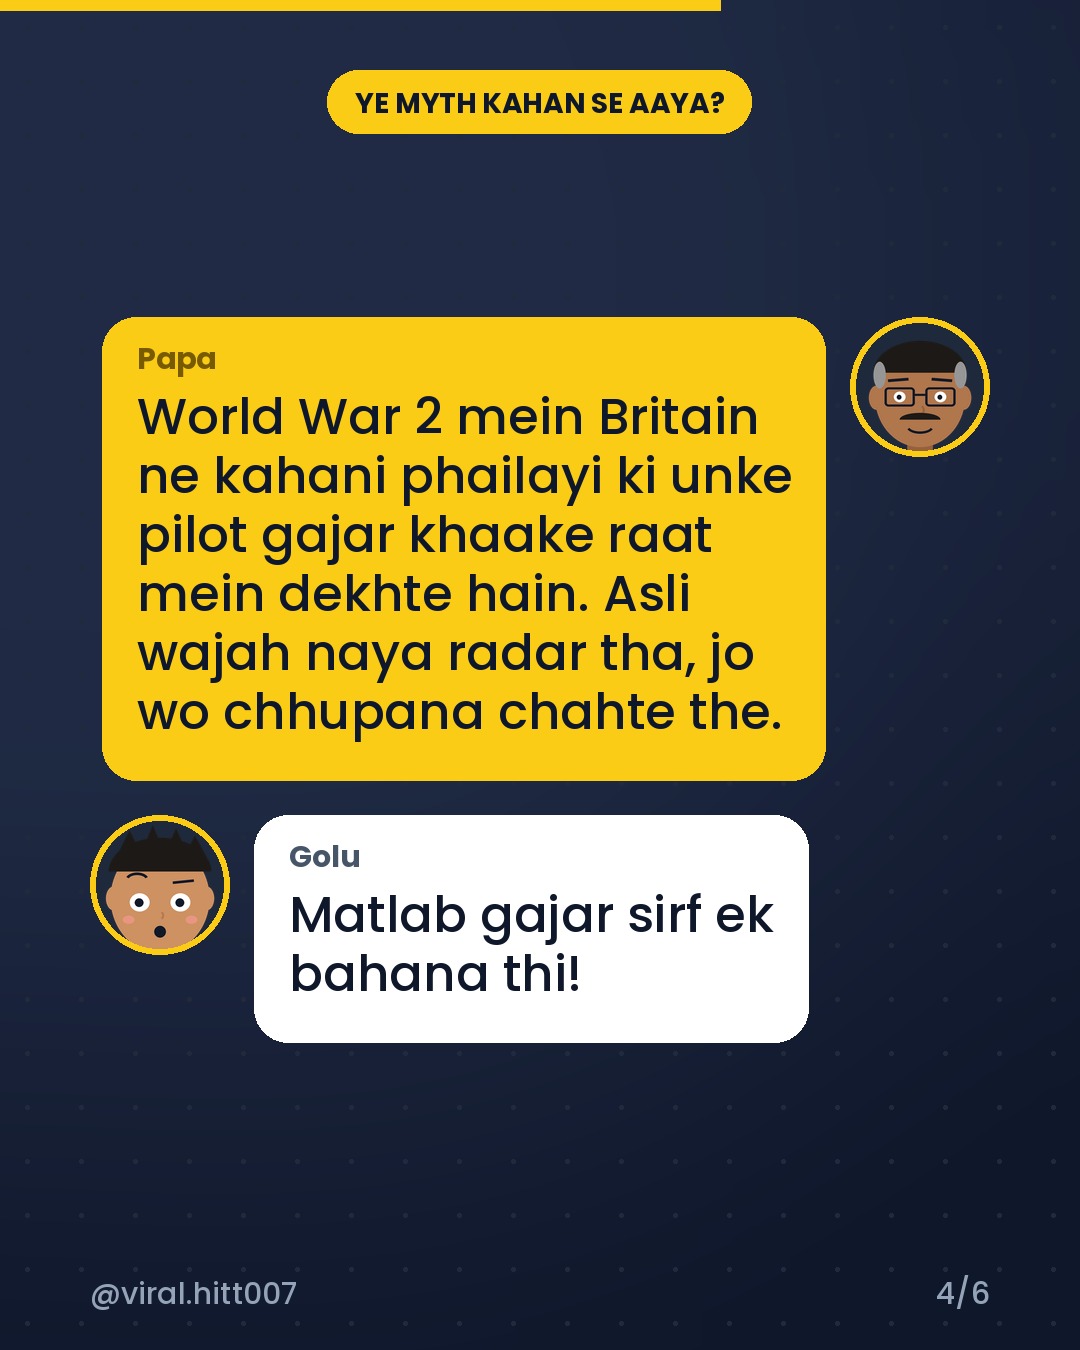 YE MYTH KAHAN SE AAYA?
Papa
World War 2 mein Britain
ne kahani phailayi ki unke
pilot gajar khaake raat
mein dekhte hain. Asli
wajah naya radar tha, jo
wo chhupana chahte the.
Golu
Matlab gajar sirf ek
bahana thi!
@viral.hitt007
4/6